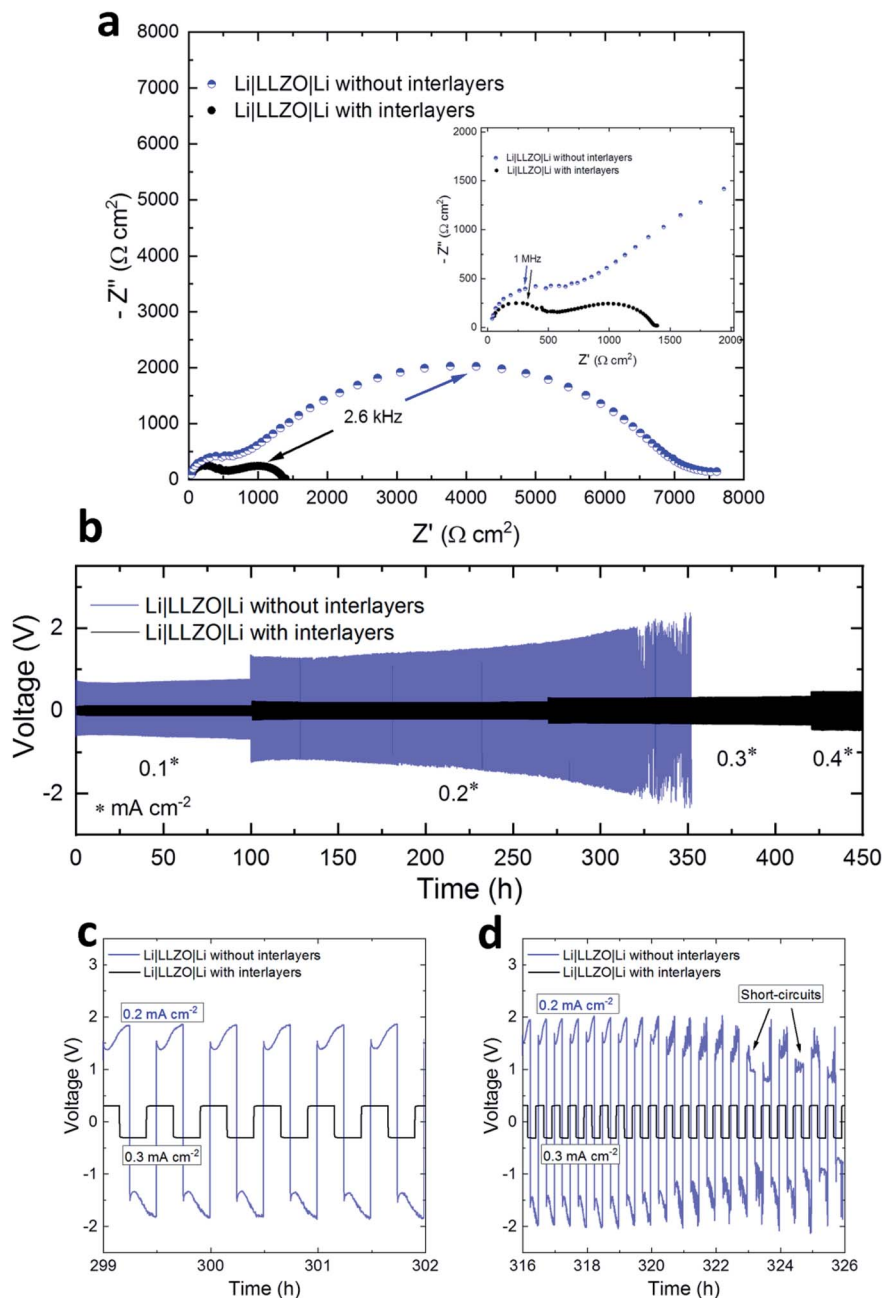 a
8000
7000
6000
5000
4000
3000
2000
1000
0
- Z'' (Ω cm²)
Li|LLZO|Li without interlayers
Li|LLZO|Li with interlayers
2000
1750
1500
1250
1000
750
500
250
0
- Z'' (Ω cm²)
Li|LLZO|Li without interlayers
Li|LLZO|Li with interlayers
1 MHz
0 500 1000 1500 2000
Z' (Ω cm²)
2.6 kHz
0 1000 2000 3000 4000 5000 6000 7000 8000
Z' (Ω cm²)
b
2
0
-2
Voltage (V)
Li|LLZO|Li without interlayers
Li|LLZO|Li with interlayers
0.1*
0.2*
0.3*
0.4*
* mA cm⁻²
0 50 100 150 200 250 300 350 400 450
Time (h)
c
3
2
1
0
-1
-2
Voltage (V)
Li|LLZO|Li without interlayers
Li|LLZO|Li with interlayers
0.2 mA cm⁻²
0.3 mA cm⁻²
299 300 301 302
Time (h)
d
3
2
1
0
-1
-2
Voltage (V)
Li|LLZO|Li without interlayers
Li|LLZO|Li with interlayers
0.2 mA cm⁻²
Short-circuits
0.3 mA cm⁻²
316 318 320 322 324 326
Time (h)